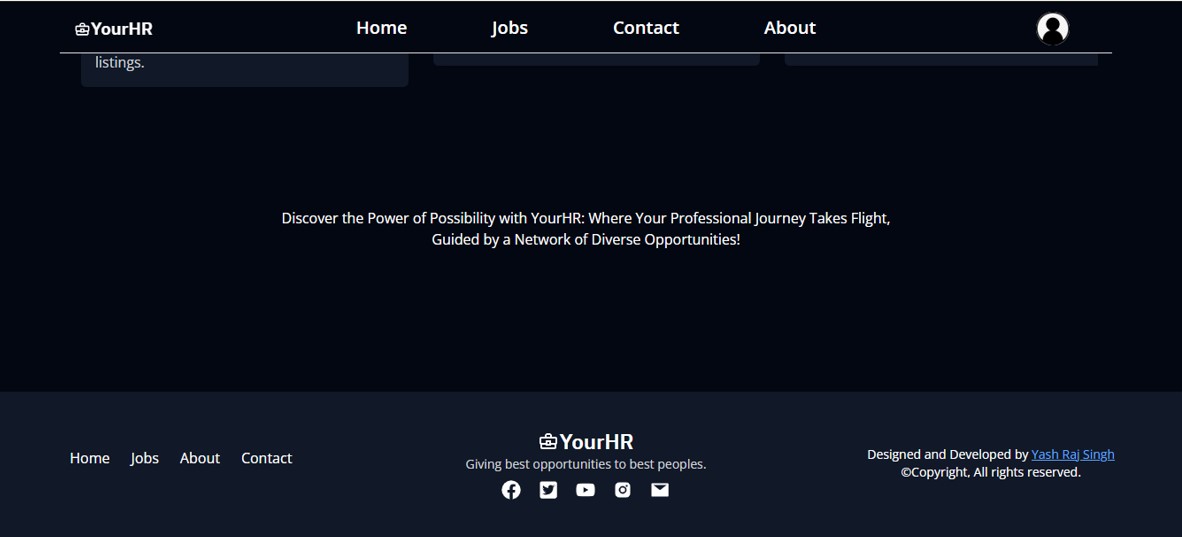 YourHR Home Jobs Contact About
listings.
Discover the Power of Possibility with YourHR: Where Your Professional Journey Takes Flight,
Guided by a Network of Diverse Opportunities!
Home Jobs About Contact
YourHR
Giving best opportunities to best peoples.
Designed and Developed by Yash Raj Singh
©Copyright, All rights reserved.